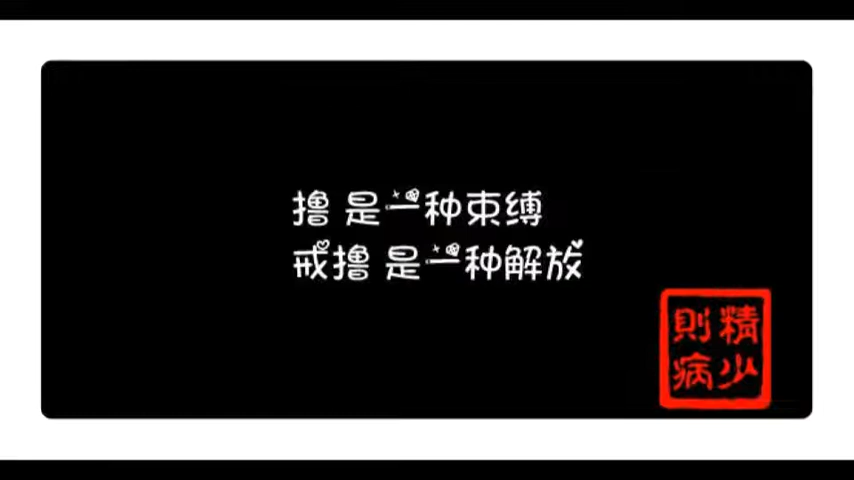 撸 是一种束缚
戒撸 是一种解放
精少
則病